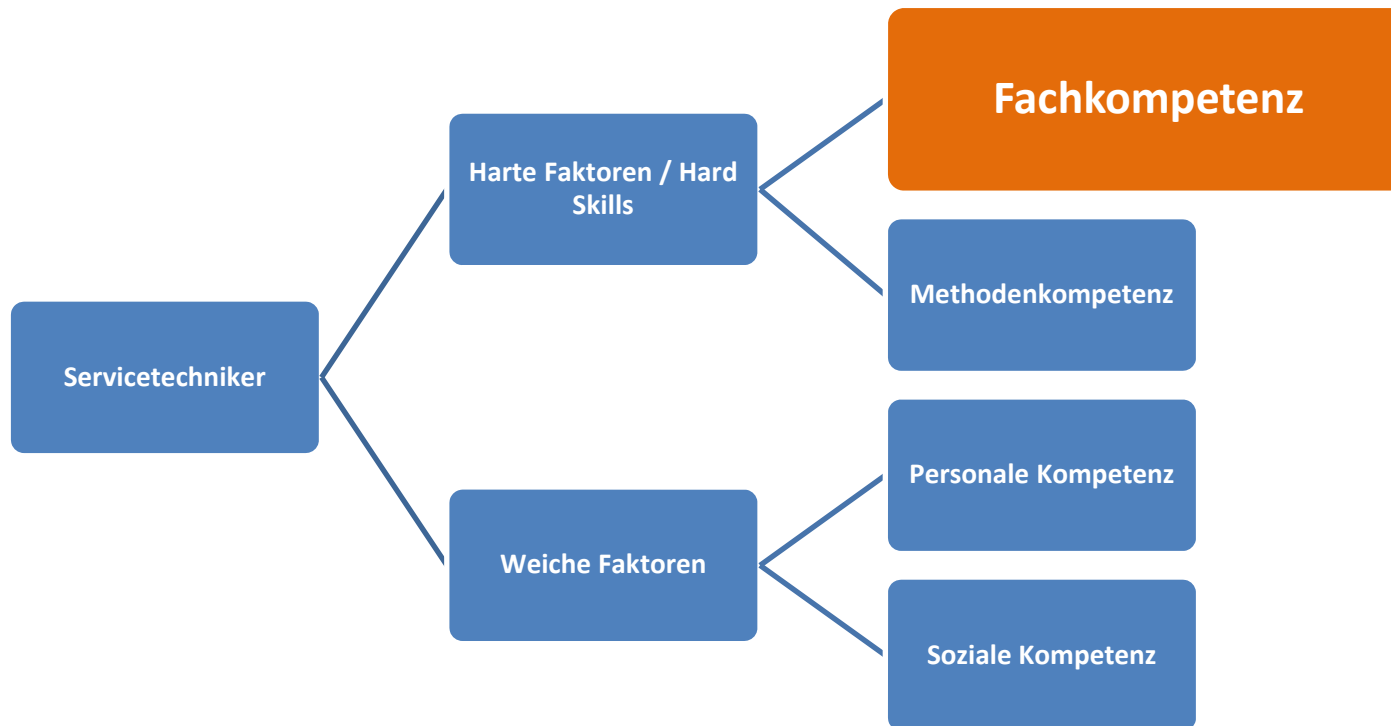 Fachkompetenz
Harte Faktoren / Hard
Skills
Methodenkompetenz
Servicetechniker
Personale Kompetenz
Weiche Faktoren
Soziale Kompetenz